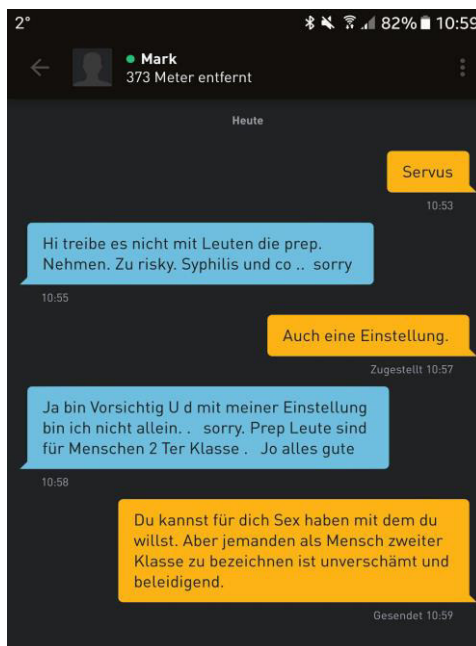 2° 82% 10:59
Mark
373 Meter entfernt
Heute
Servus
10:53
Hi treibe es nicht mit Leuten die prep.
Nehmen. Zu risky. Syphilis und co .. sorry
10:55
Auch eine Einstellung.
Zugestellt 10:57
Ja bin Vorsichtig U d mit meiner Einstellung
bin ich nicht allein. . sorry. Prep Leute sind
für Menschen 2 Ter Klasse . Jo alles gute
10:58
Du kannst für dich Sex haben mit dem du
willst. Aber jemanden als Mensch zweiter
Klasse zu bezeichnen ist unverschämt und
beleidigend.
Gesendet 10:59